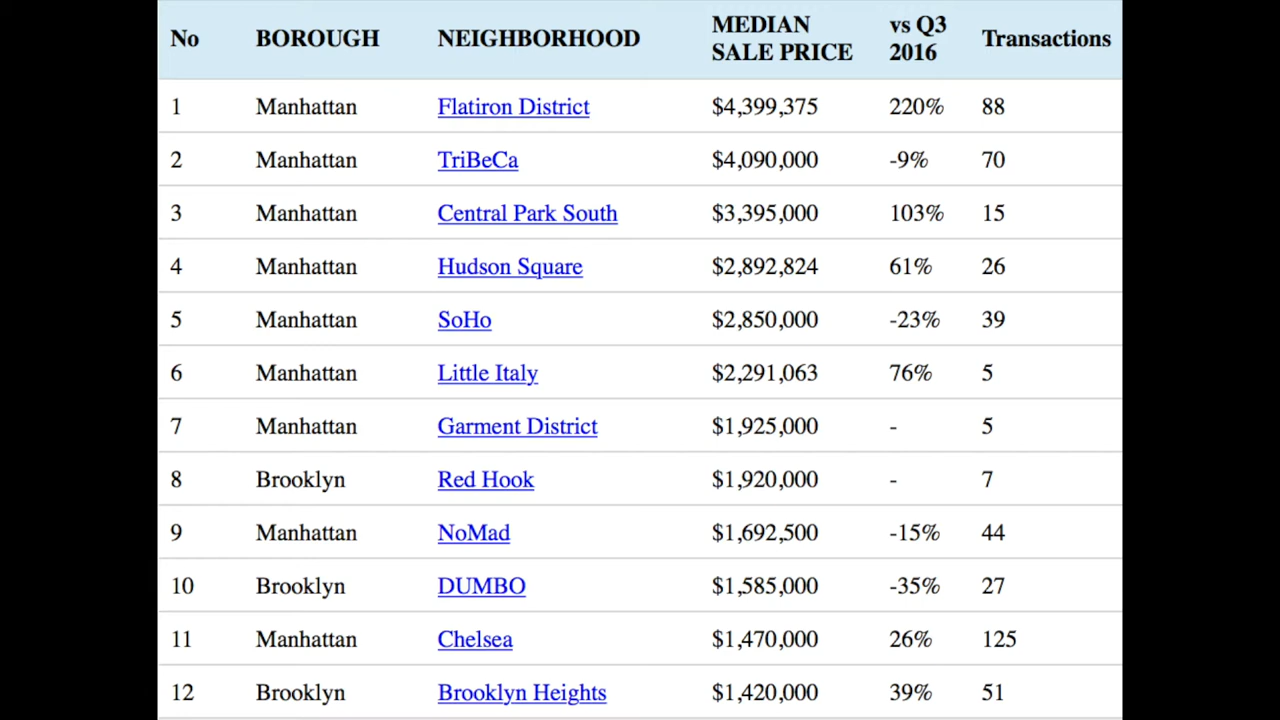 No BOROUGH NEIGHBORHOOD MEDIAN SALE PRICE vs Q3 2016 Transactions
1 Manhattan Flatiron District $4,399,375 220% 88
2 Manhattan TriBeCa $4,090,000 -9% 70
3 Manhattan Central Park South $3,395,000 103% 15
4 Manhattan Hudson Square $2,892,824 61% 26
5 Manhattan SoHo $2,850,000 -23% 39
6 Manhattan Little Italy $2,291,063 76% 5
7 Manhattan Garment District $1,925,000 - 5
8 Brooklyn Red Hook $1,920,000 - 7
9 Manhattan NoMad $1,692,500 -15% 44
10 Brooklyn DUMBO $1,585,000 -35% 27
11 Manhattan Chelsea $1,470,000 26% 125
12 Brooklyn Brooklyn Heights $1,420,000 39% 51